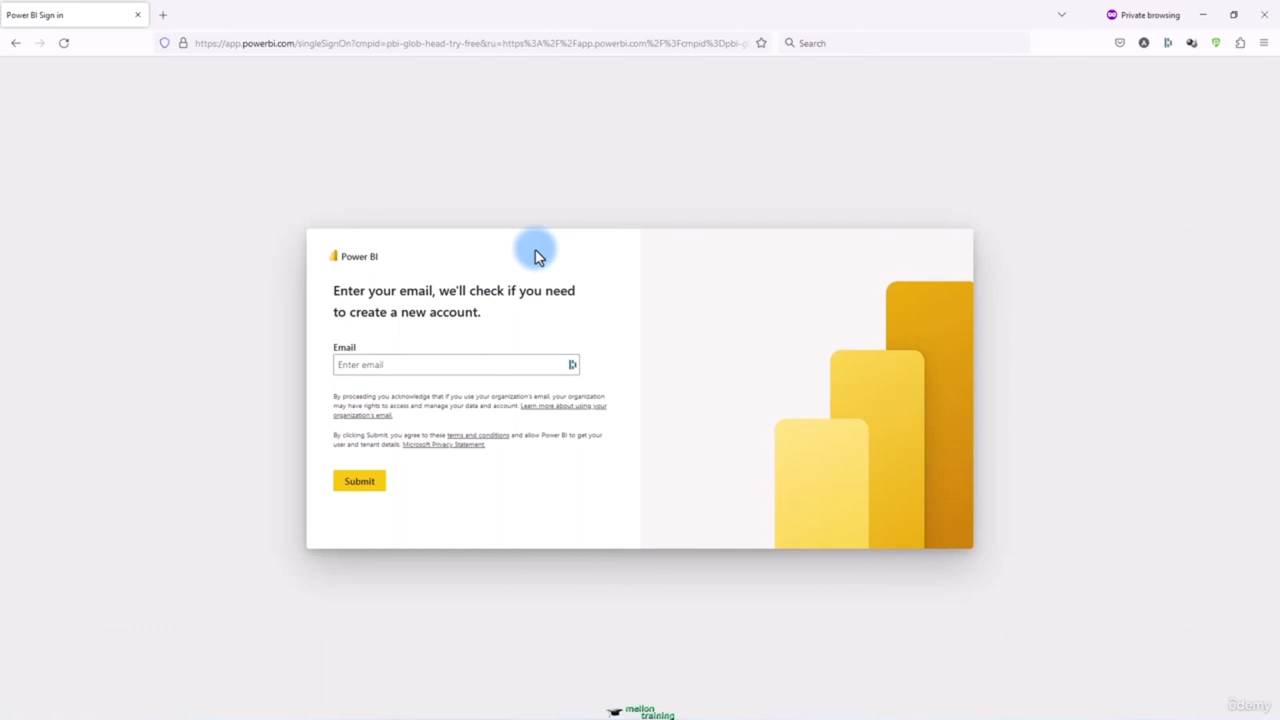 Power BI Sign in
Private browsing
https://app.powerbi.com/singleSignOn?cmpid=pbi-glob-head-try-free&ru=https%3A%2F%2Fapp.powerbi.com%2F%3Fcmpid%3Dpbi-g
Search
Power BI
Enter your email, we'll check if you need
to create a new account.
Email
Enter email
By proceeding you acknowledge that if you use your organization's email, your organization
may have rights to access and manage your data and account. Learn more about using your
organization's email.
By clicking Submit, you agree to these terms and conditions and allow Power BI to get your
user and tenant details. Microsoft Privacy Statement.
Submit
mellon
training
ûdemy